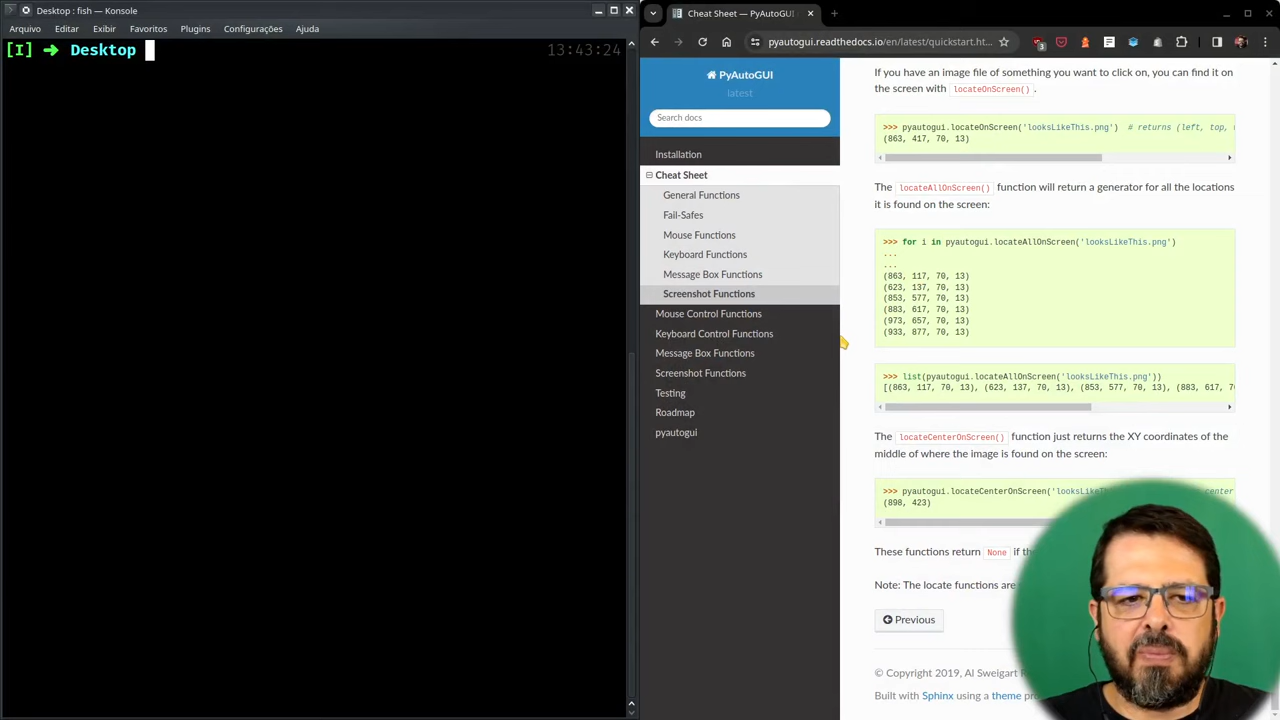 Desktop : fish — Konsole
Arquivo Editar Exibir Favoritos Plugins Configurações Ajuda
[I] ➜ Desktop
13:43:24
Cheat Sheet — PyAutoGUI
pyautogui.readthedocs.io/en/latest/quickstart.ht...
PyAutoGUI
latest
Search docs
Installation
Cheat Sheet
General Functions
Fail-Safes
Mouse Functions
Keyboard Functions
Message Box Functions
Screenshot Functions
Mouse Control Functions
Keyboard Control Functions
Message Box Functions
Screenshot Functions
Testing
Roadmap
pyautogui
If you have an image file of something you want to click on, you can find it on
the screen with locateOnScreen() .
>>> pyautogui.locateOnScreen('looksLikeThis.png') # returns (left, top,
(863, 417, 70, 13)
The locateAllOnScreen() function will return a generator for all the locations
it is found on the screen:
>>> for i in pyautogui.locateAllOnScreen('looksLikeThis.png')
...
...
(863, 117, 70, 13)
(623, 137, 70, 13)
(853, 577, 70, 13)
(883, 617, 70, 13)
(973, 657, 70, 13)
(933, 877, 70, 13)
>>> list(pyautogui.locateAllOnScreen('looksLikeThis.png'))
[(863, 117, 70, 13), (623, 137, 70, 13), (853, 577, 70, 13), (883, 617, 70
The locateCenterOnScreen() function just returns the XY coordinates of the
middle of where the image is found on the screen:
>>> pyautogui.locateCenterOnScreen('looksLikeTh center
(898, 423)
These functions return None if th
Note: The locate functions are
Previous
© Copyright 2019, Al Sweigart
Built with Sphinx using a theme pro
3